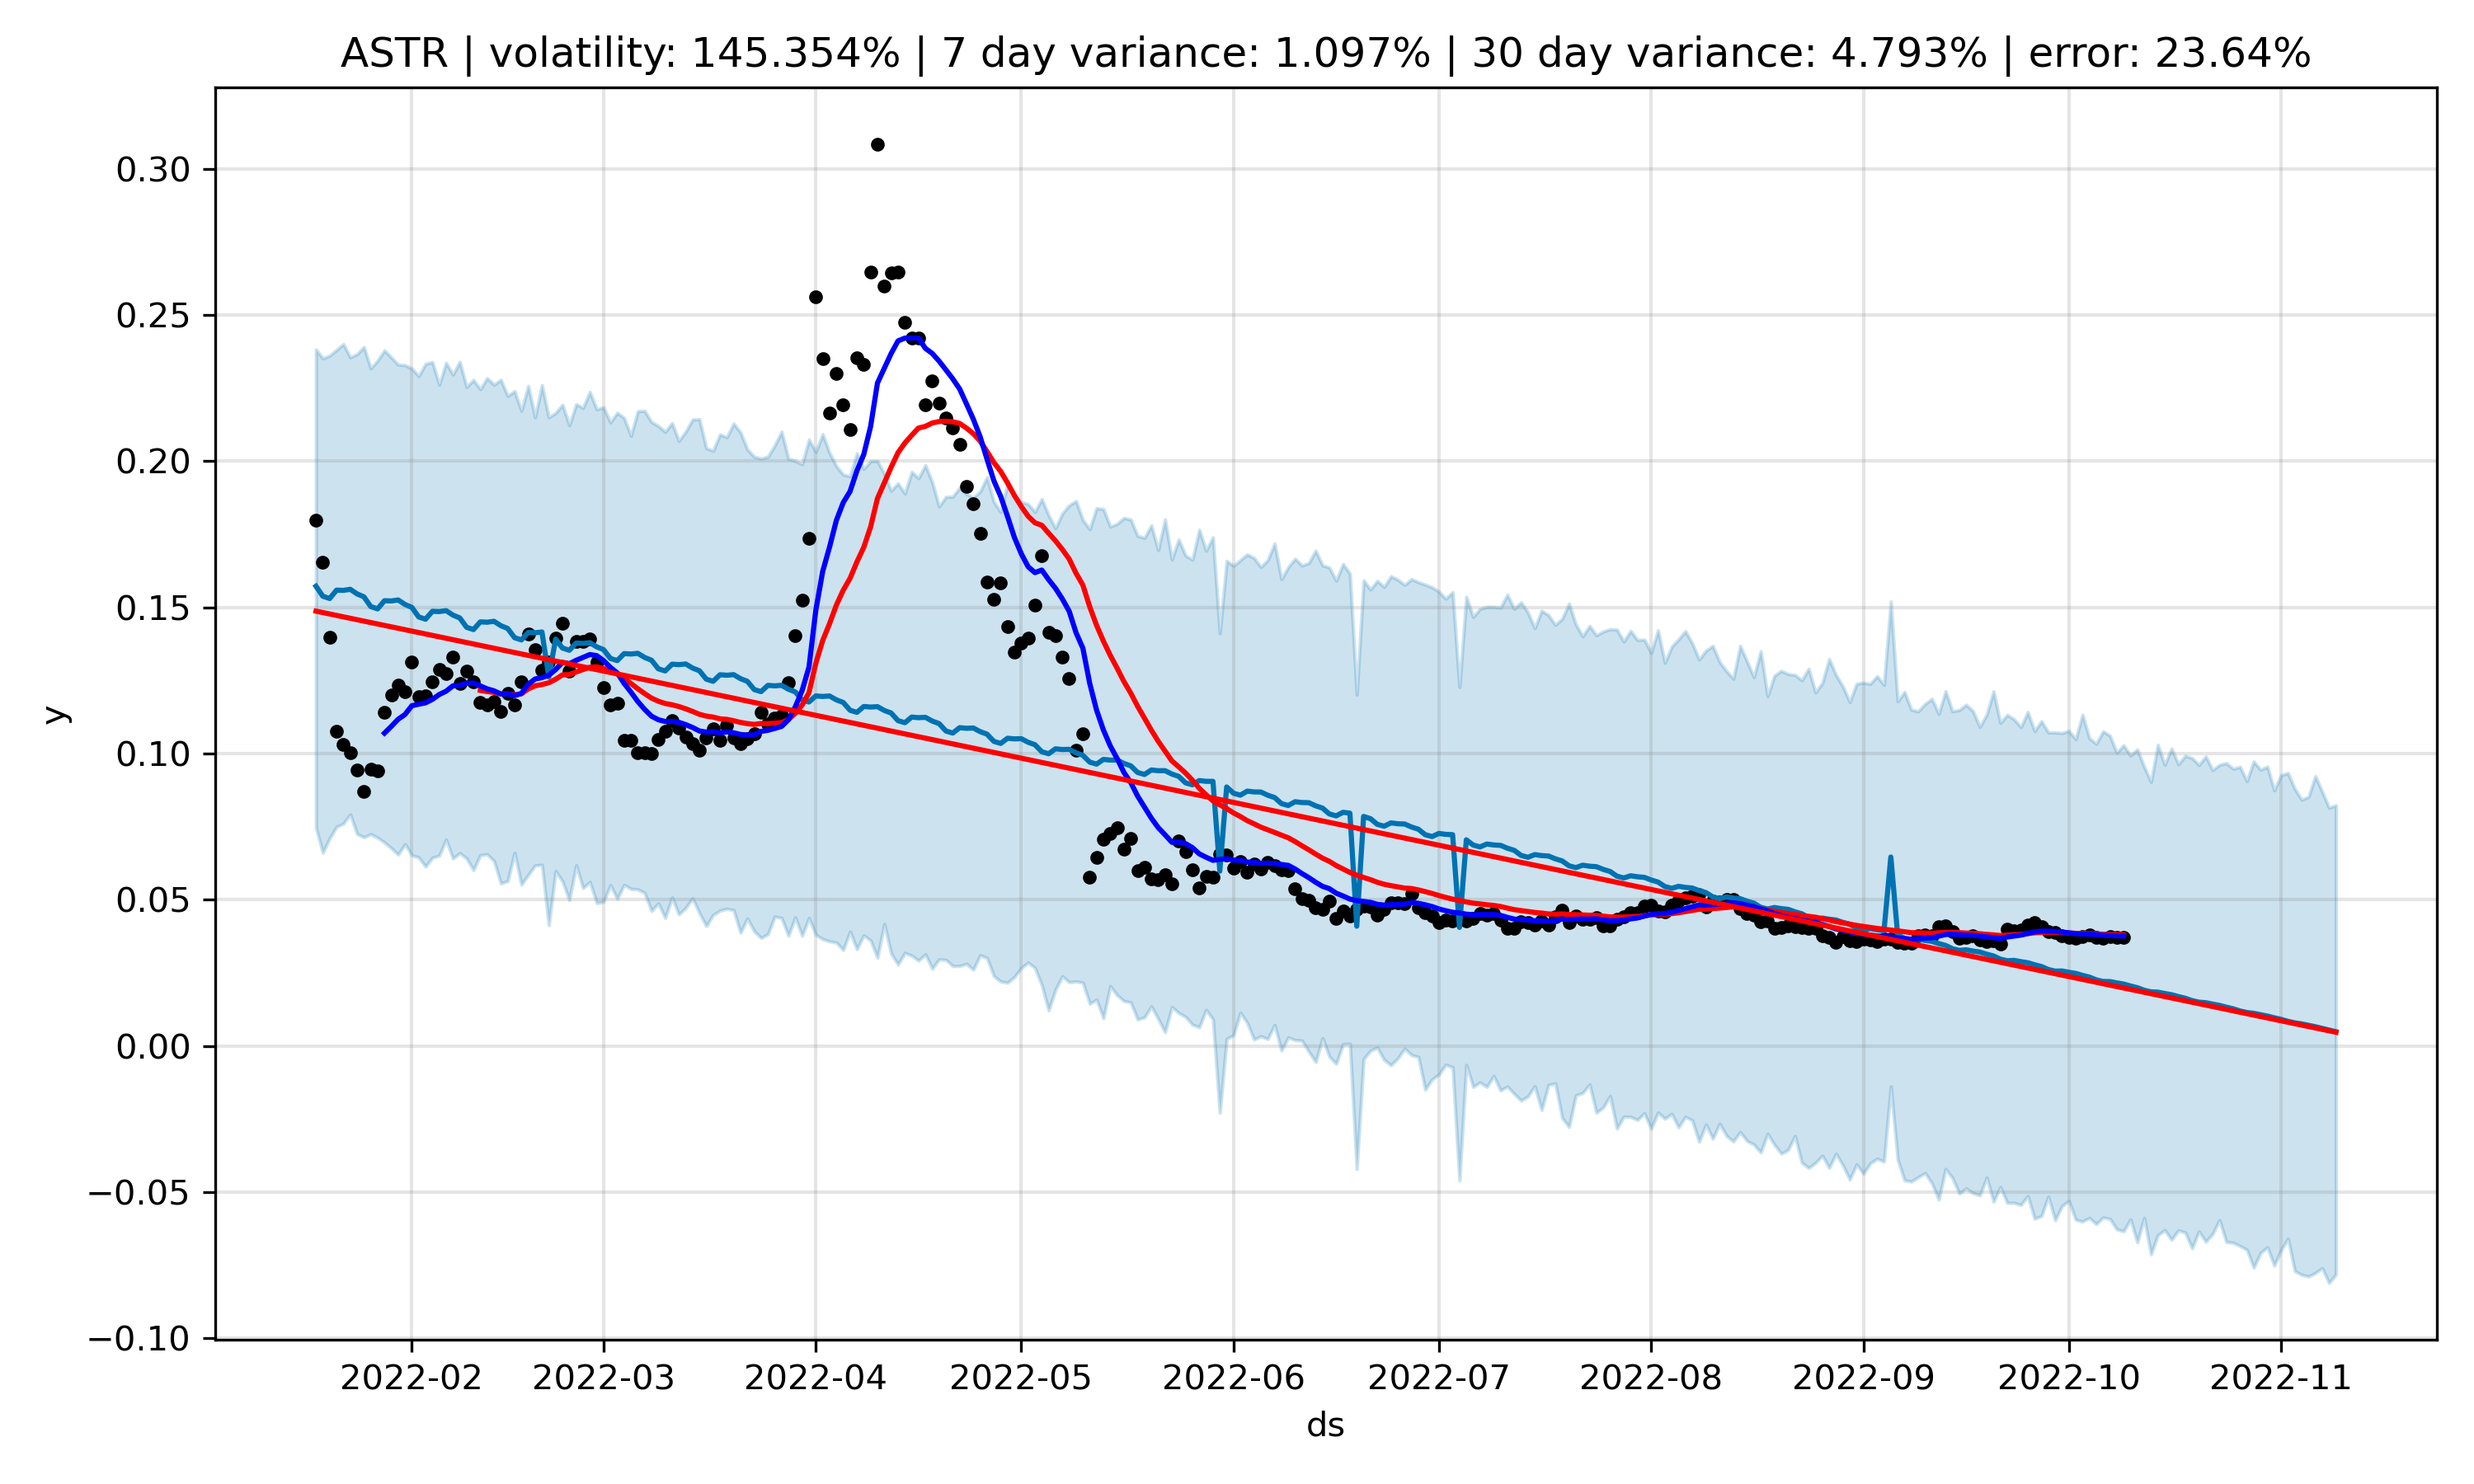 ASTR | volatility: 145.354% | 7 day variance: 1.097% | 30 day variance: 4.793% | error: 23.64%
y
0.30
0.25
0.20
0.15
0.10
0.05
0.00
−0.05
−0.10
2022-02 2022-03 2022-04 2022-05 2022-06 2022-07 2022-08 2022-09 2022-10 2022-11
ds